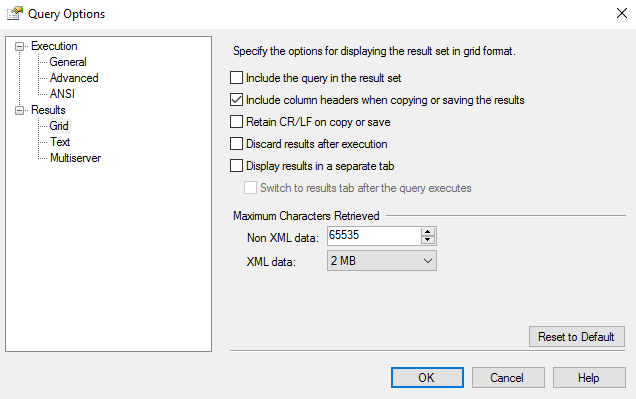 Query Options
Execution
General
Advanced
ANSI
Results
Grid
Text
Multiserver
Specify the options for displaying the result set in grid format.
Include the query in the result set
Include column headers when copying or saving the results
Retain CR/LF on copy or save
Discard results after execution
Display results in a separate tab
Switch to results tab after the query executes
Maximum Characters Retrieved
Non XML data: 65535
XML data: 2 MB
Reset to Default
OK Cancel Help